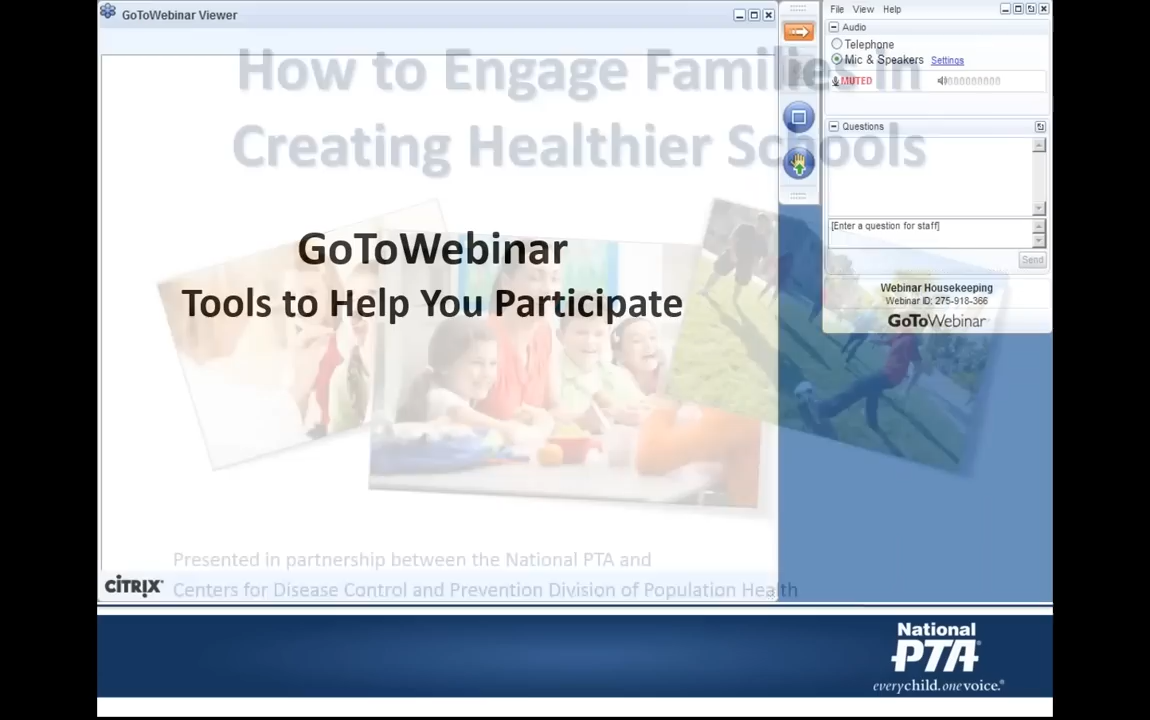 GoToWebinar Viewer
File View Help
Audio
Telephone
Mic & Speakers Settings
MUTED
Questions
[Enter a question for staff]
Send
Webinar Housekeeping
Webinar ID: 275-918-366
GoToWebinar
How to Engage Families in
Creating Healthier Schools
GoToWebinar
Tools to Help You Participate
Presented in partnership between the National PTA and
Centers for Disease Control and Prevention Division of Population Health
CITRIX
National
PTA
everychild.onevoice.®